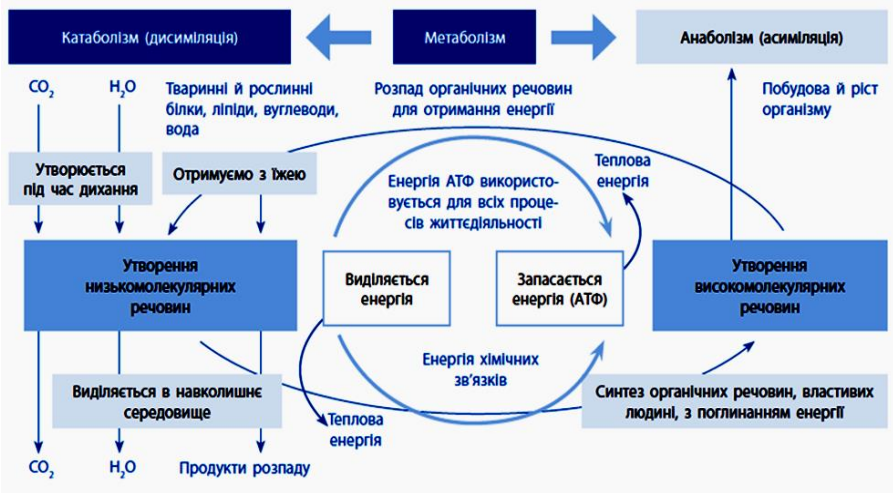 Катаболізм (дисиміляція)
Метаболізм
Анаболізм (асиміляція)
CO2
H2O
Тваринні й рослинні
білки, ліпіди, вуглеводи,
вода
Розпад органічних речовин
для отримання енергії
Побудова й ріст
організму
Утворюється
під час дихання
Отримуємо з їжею
Енергія АТФ використо-
вується для всіх проце-
сів життєдіяльності
Теплова
енергія
Утворення
низькомолекулярних
речовин
Виділяється
енергія
Запасається
енергія (АТФ)
Утворення
високомолекулярних
речовин
Енергія хімічних
зв’язків
Виділяється в навколишнє
середовище
Теплова
енергія
Синтез органічних речовин, властивих
людині, з поглинанням енергії
CO2
H2O
Продукти розпаду